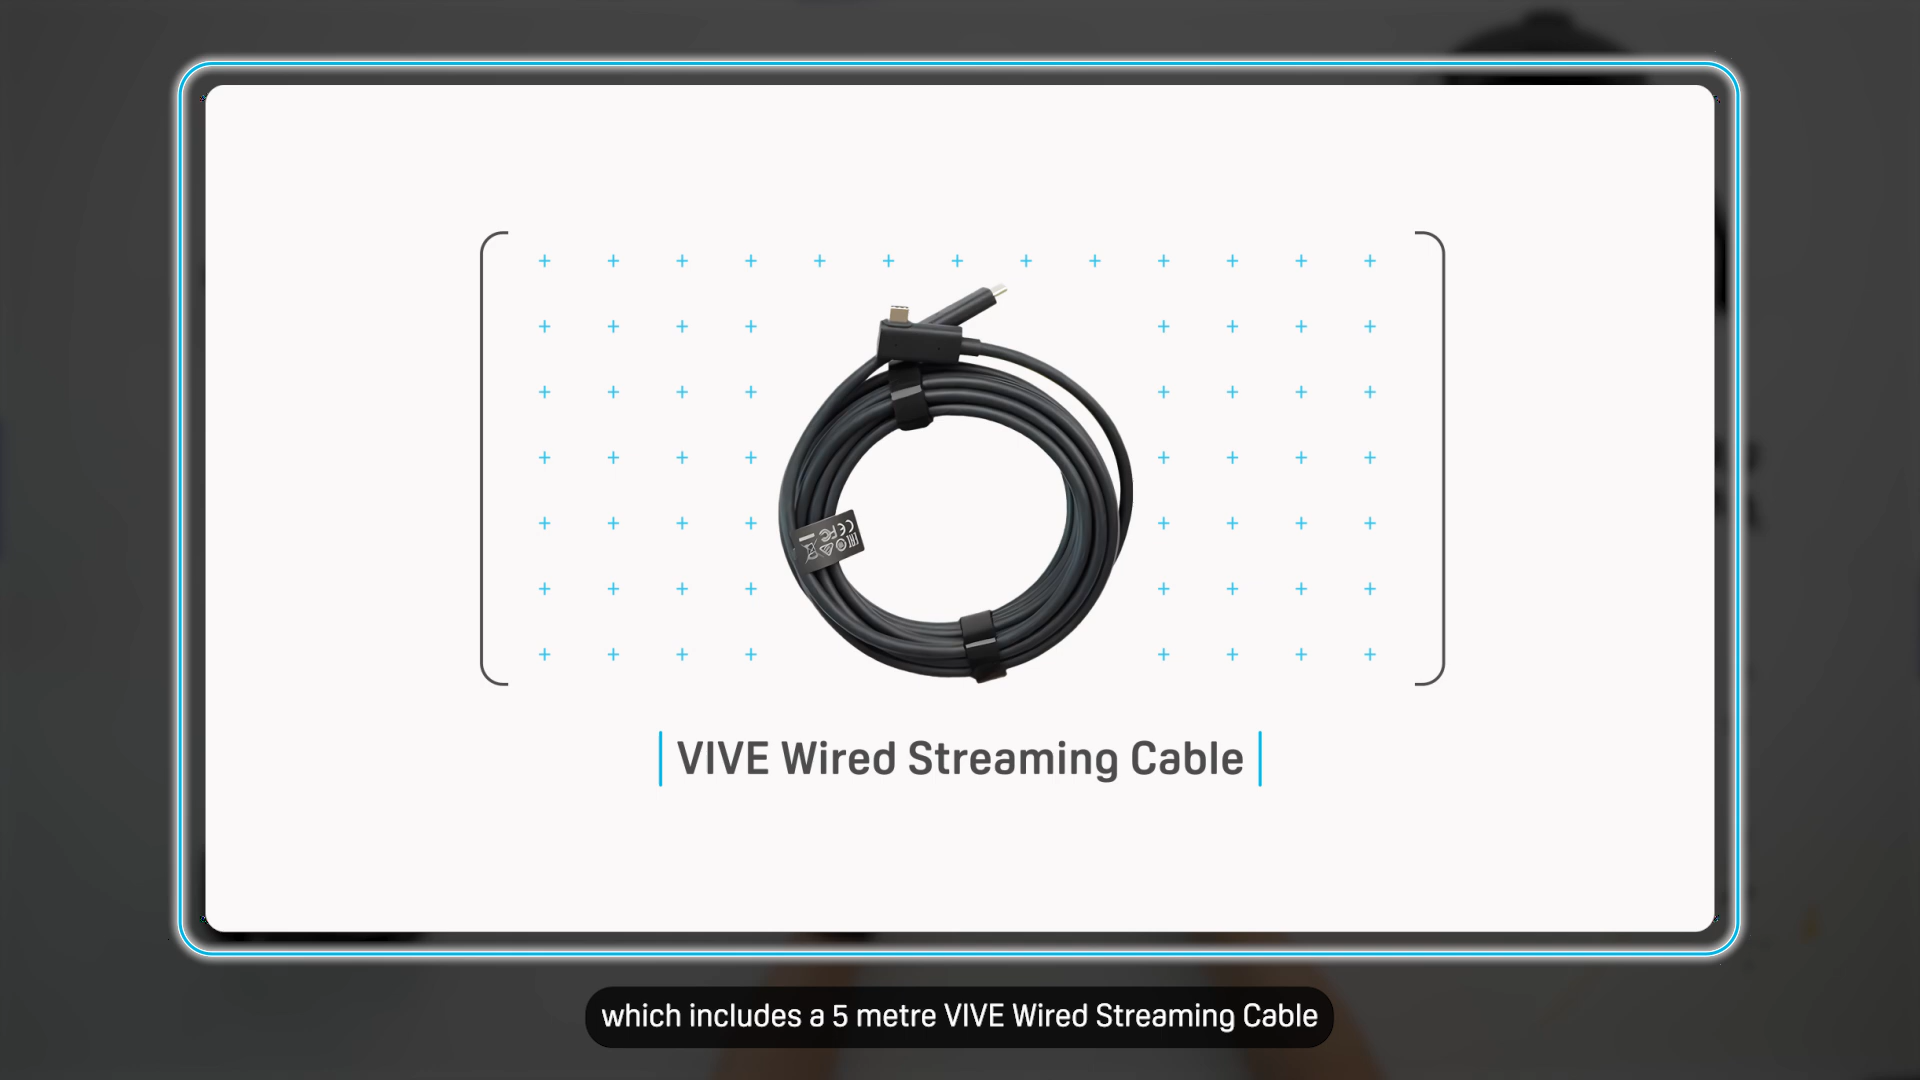 VIVE Wired Streaming Cable
which includes a 5 metre VIVE Wired Streaming Cable